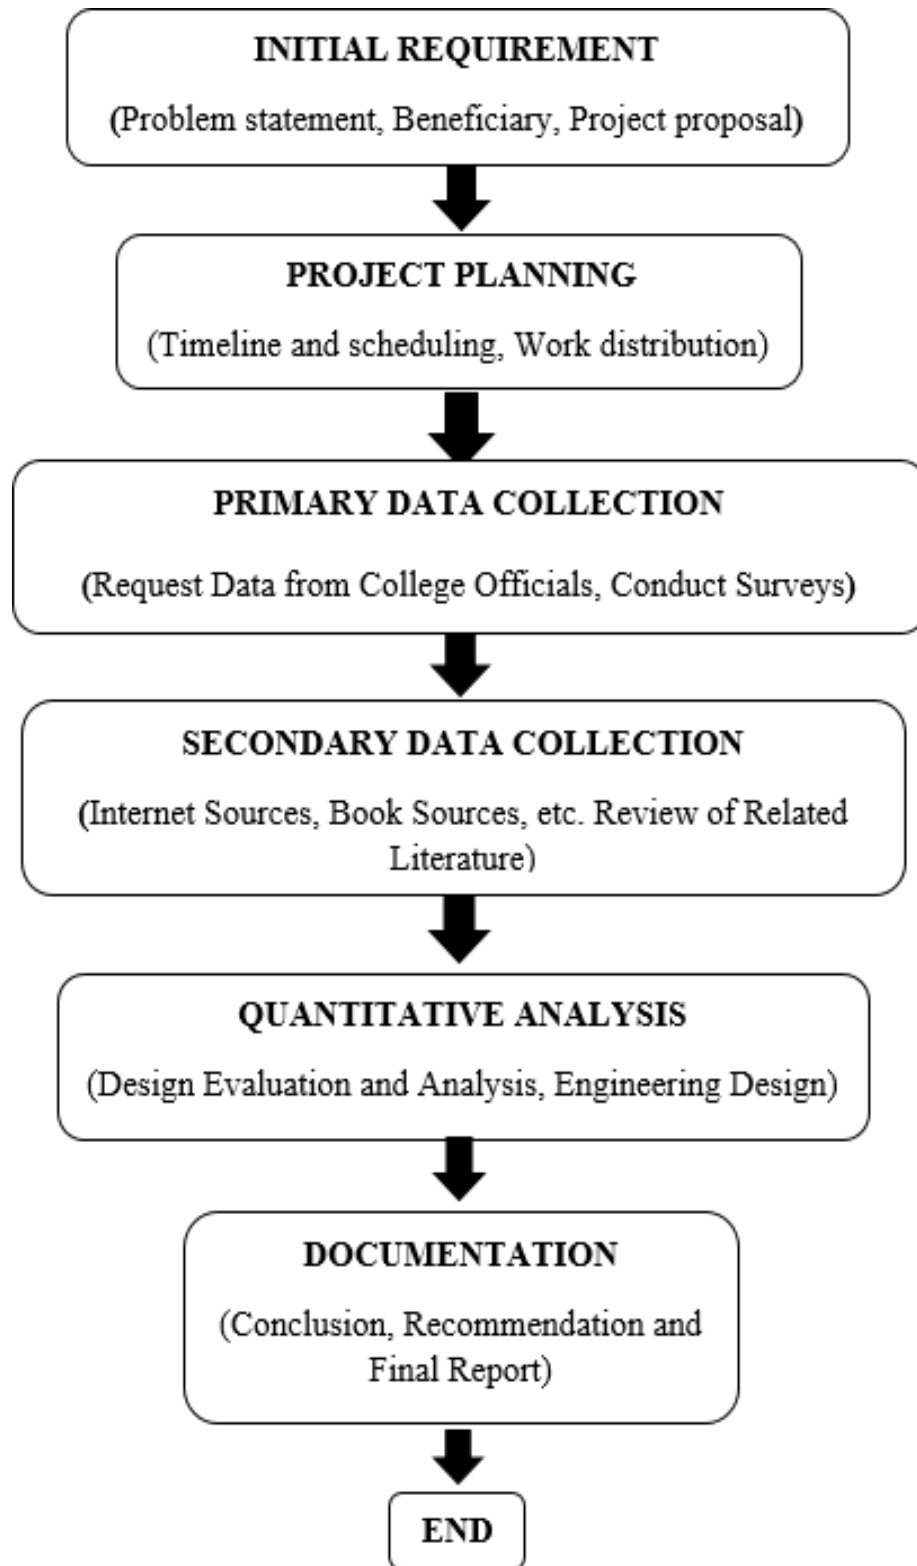 INITIAL REQUIREMENT
(Problem statement, Beneficiary, Project proposal)
PROJECT PLANNING
(Timeline and scheduling, Work distribution)
PRIMARY DATA COLLECTION
(Request Data from College Officials, Conduct Surveys)
SECONDARY DATA COLLECTION
(Internet Sources, Book Sources, etc. Review of Related
Literature)
QUANTITATIVE ANALYSIS
(Design Evaluation and Analysis, Engineering Design)
DOCUMENTATION
(Conclusion, Recommendation and
Final Report)
END